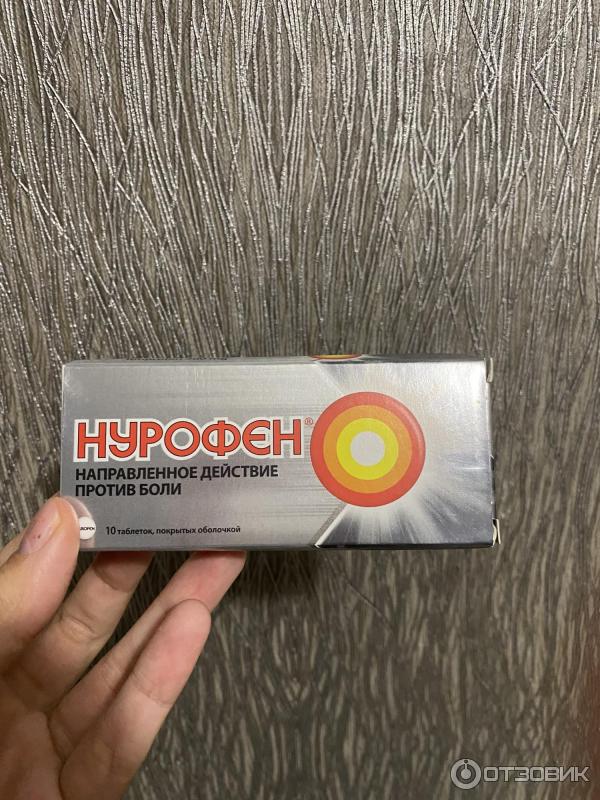 НУРОФЕН®
НАПРАВЛЕННОЕ ДЕЙСТВИЕ
ПРОТИВ БОЛИ
10 таблеток, покрытых оболочкой
ОТЗОВИК